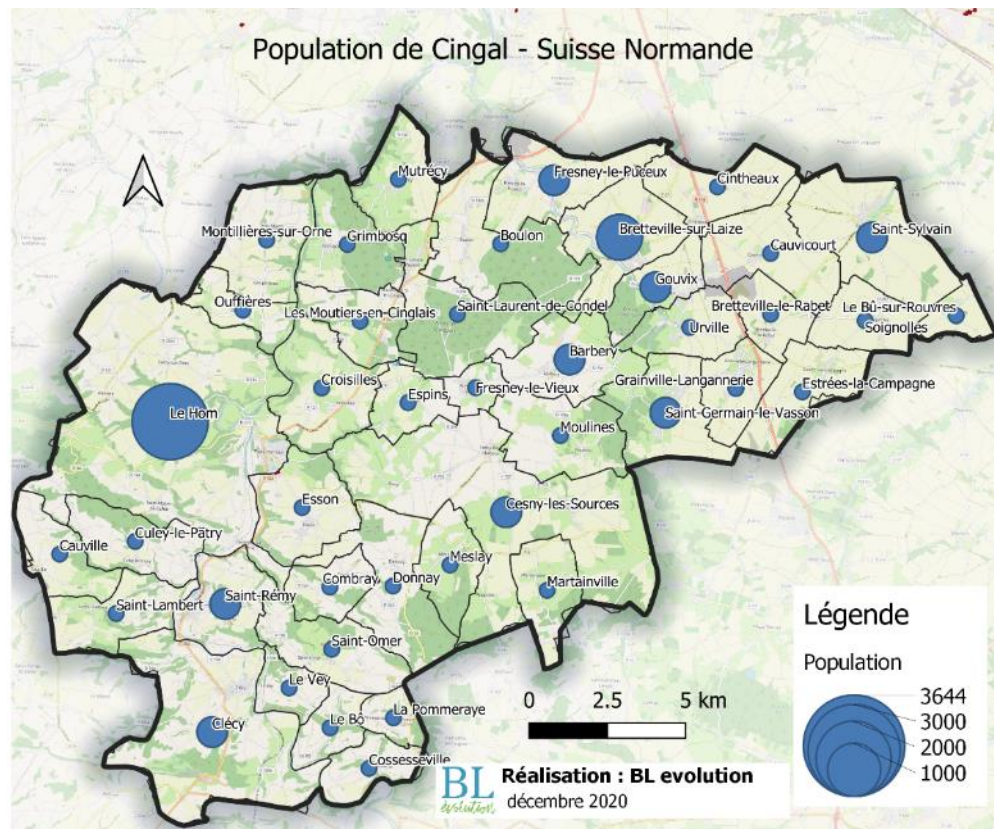 Population de Cingal - Suisse Normande
Mutrécy
Fresney-le-Puceux
Cintheaux
Montillières-sur-Orne
Grimbosq
Boulon
Bretteville-sur-Laize
Saint-Sylvain
Cauvicourt
Gouvix
Ouffières
Les Moutiers-en-Cinglais
Saint-Laurent-de-Condel
Bretteville-le-Rabet
Le Bû-sur-Rouvres
Urville
Soignolles
Barbery
Croisilles
Espins
Fresney-le-Vieux
Grainville-Langannerie
Estrées-la-Campagne
Le Hom
Saint-Germain-le-Vasson
Moulines
Esson
Cesny-les-Sources
Culey-le-Patry
Cauville
Meslay
Combray
Donnay
Martainville
Saint-Lambert
Saint-Rémy
Saint-Omer
Le Vey
La Pommeraye
Clécy
Le Bô
Cossesseville
0 2.5 5 km
BL
évolution
Réalisation : BL evolution
décembre 2020
Légende
Population
3644
3000
2000
1000